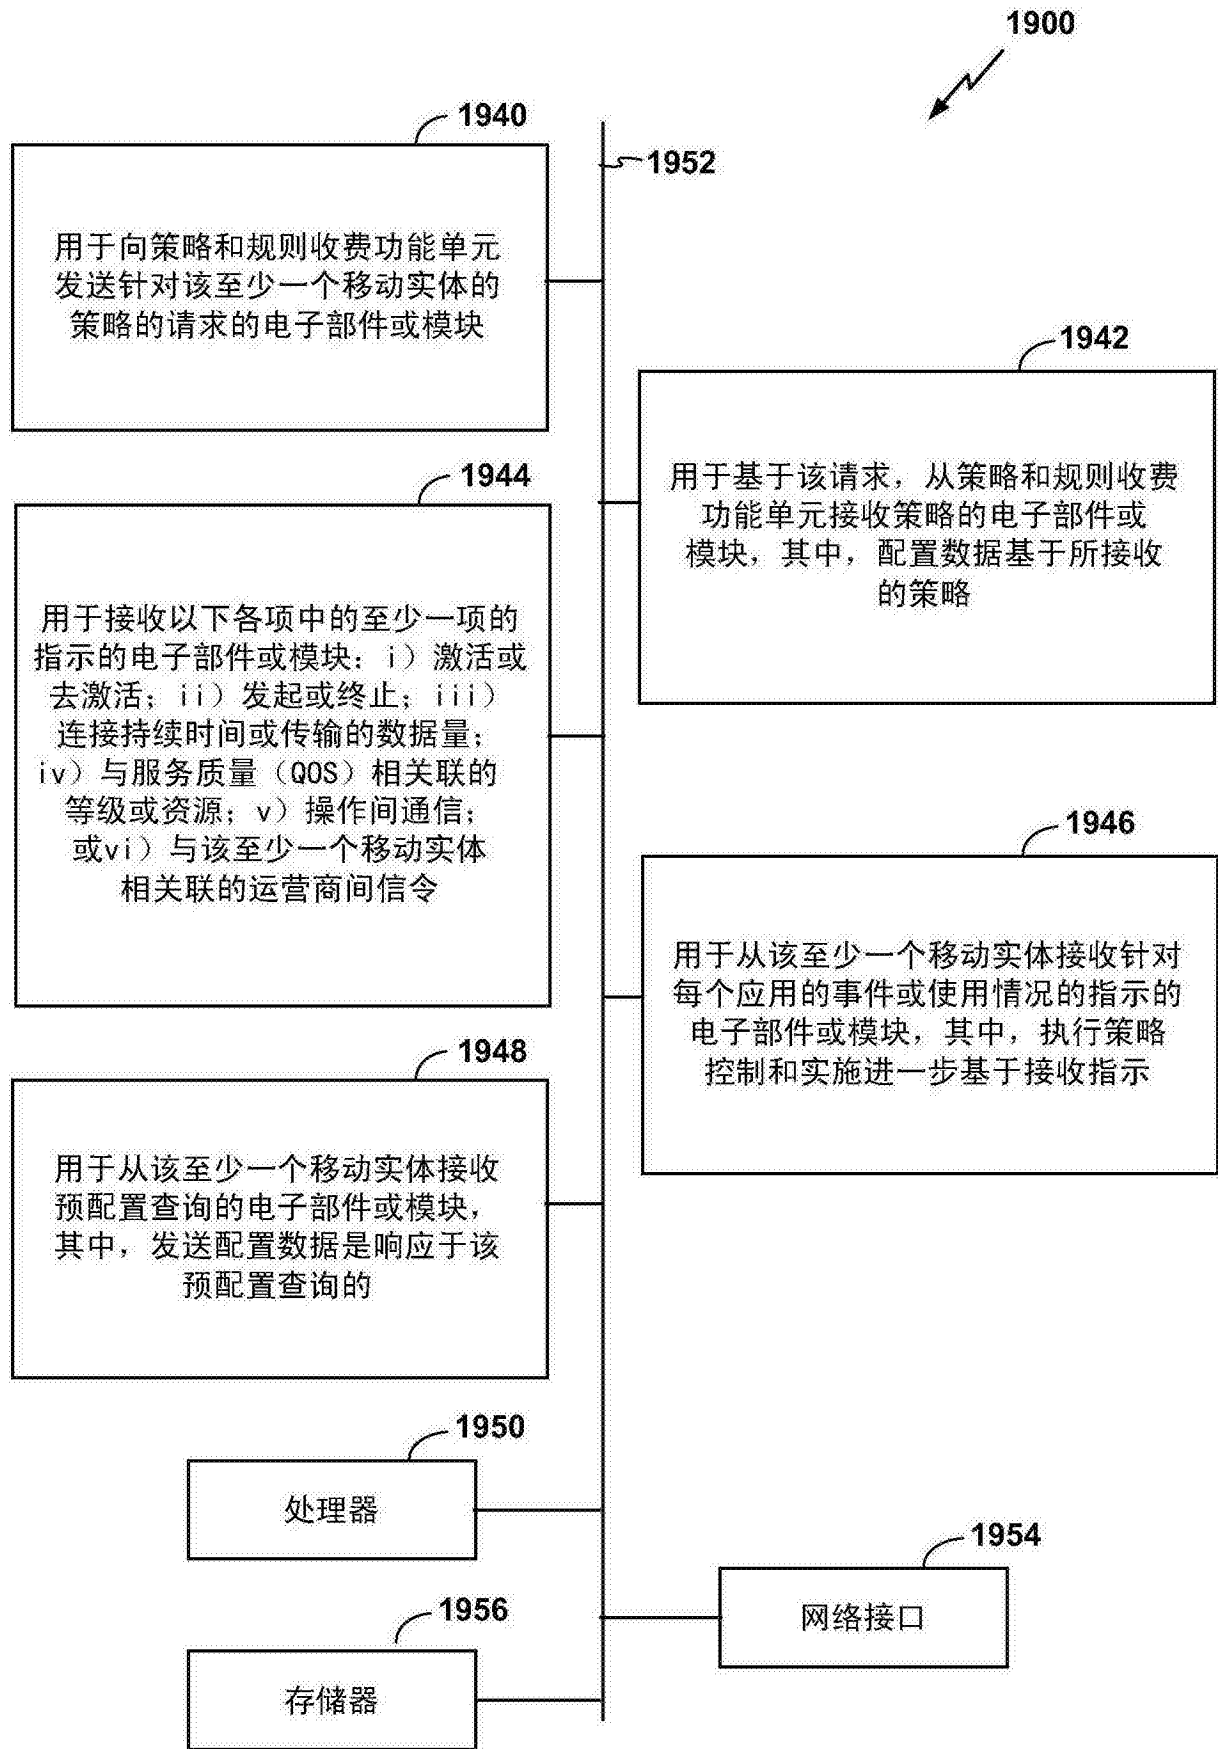 1900
1940
1952
用于向策略和规则收费功能单元
发送针对该至少一个移动实体的
策略的请求的电子部件或模块
1942
用于基于该请求，从策略和规则收费
功能单元接收策略的电子部件或
模块，其中，配置数据基于所接收
的策略
1944
用于接收以下各项中的至少一项的
指示的电子部件或模块：i）激活或
去激活；ii）发起或终止；iii）
连接持续时间或传输的数据量；
iv）与服务质量（QOS）相关联的
等级或资源；v）操作间通信；
或vi）与该至少一个移动实体
相关联的运营商间信令
1946
用于从该至少一个移动实体接收针对
每个应用的事件或使用情况的指示的
电子部件或模块，其中，执行策略
控制和实施进一步基于接收指示
1948
用于从该至少一个移动实体接收
预配置查询的电子部件或模块，
其中，发送配置数据是响应于该
预配置查询的
1950
处理器
1954
网络接口
1956
存储器